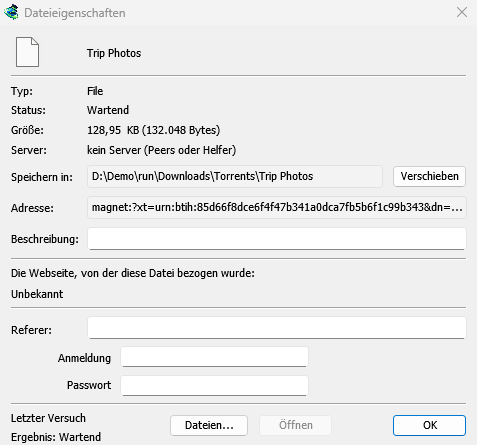 Dateieigenschaften
Trip Photos
Typ: File
Status: Wartend
Größe: 128,95 KB (132.048 Bytes)
Server: kein Server (Peers oder Helfer)
Speichern in: D:\Demo\run\Downloads\Torrents\Trip Photos Verschieben
Adresse: magnet:?xt=urn:btih:85d66f8dce6f4f47b341a0dca7fb5b6f1c99b343&dn=...
Beschreibung:
Die Webseite, von der diese Datei bezogen wurde:
Unbekannt
Referer:
Anmeldung
Passwort
Letzter Versuch
Ergebnis: Wartend
Dateien... Öffnen OK